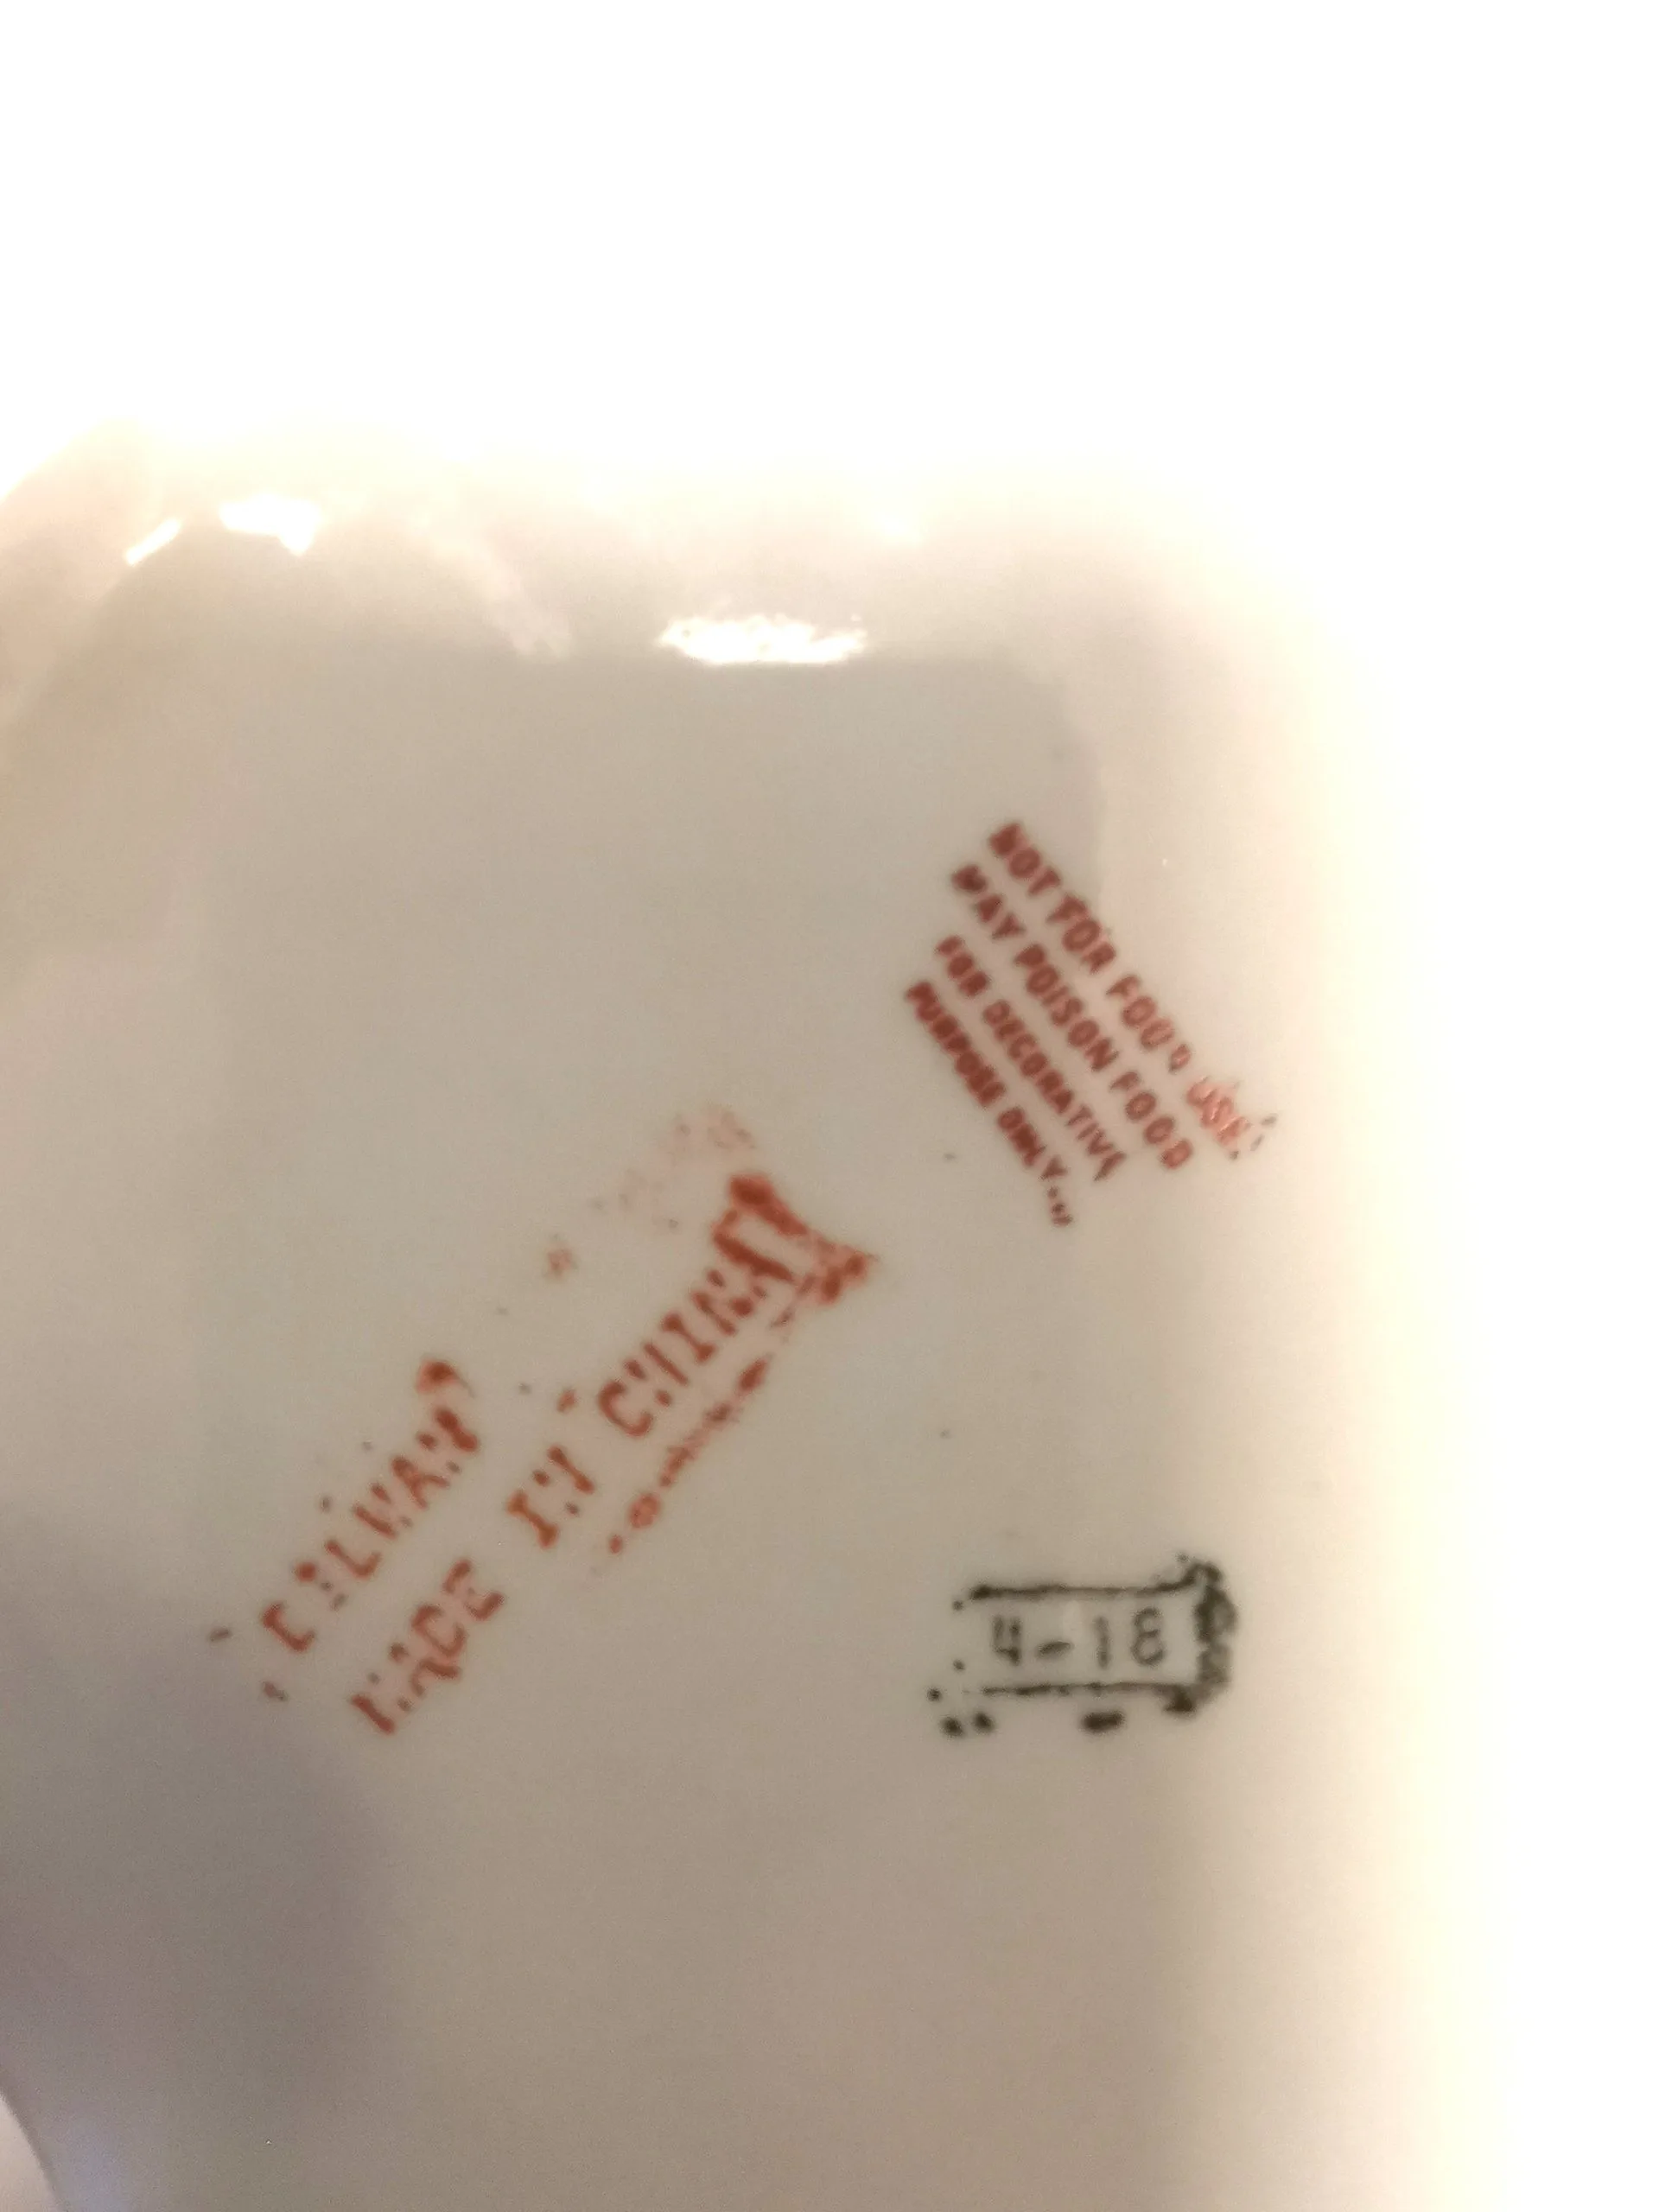 NOT FOR FOOD USE
MAY POISON FOOD
FOR DECORATIVE
PURPOSE ONLY
MADE IN CHINA
4-18